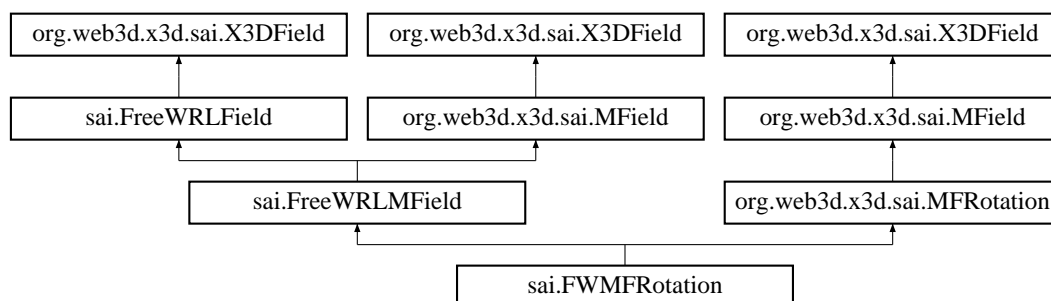 org.web3d.x3d.sai.X3DField org.web3d.x3d.sai.X3DField org.web3d.x3d.sai.X3DField
sai.FreeWRLField org.web3d.x3d.sai.MField org.web3d.x3d.sai.MField
sai.FreeWRLMField org.web3d.x3d.sai.MFRotation
sai.FWMFRotation